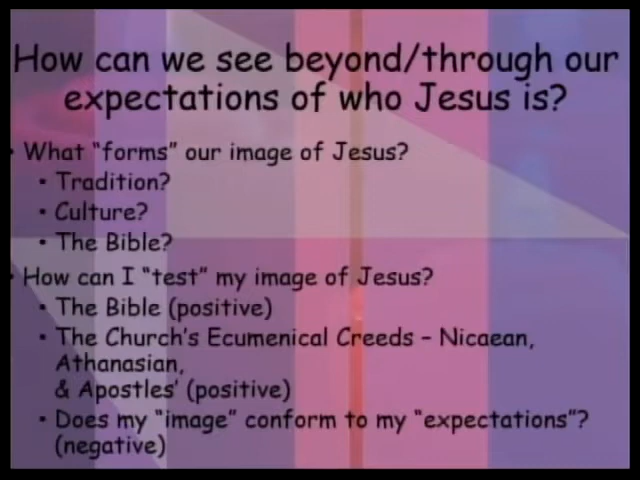 How can we see beyond/through our
expectations of who Jesus is?
• What “forms” our image of Jesus?
• Tradition?
• Culture?
• The Bible?
• How can I “test” my image of Jesus?
• The Bible (positive)
• The Church’s Ecumenical Creeds – Nicaean,
Athanasian,
& Apostles’ (positive)
• Does my “image” conform to my “expectations”?
(negative)